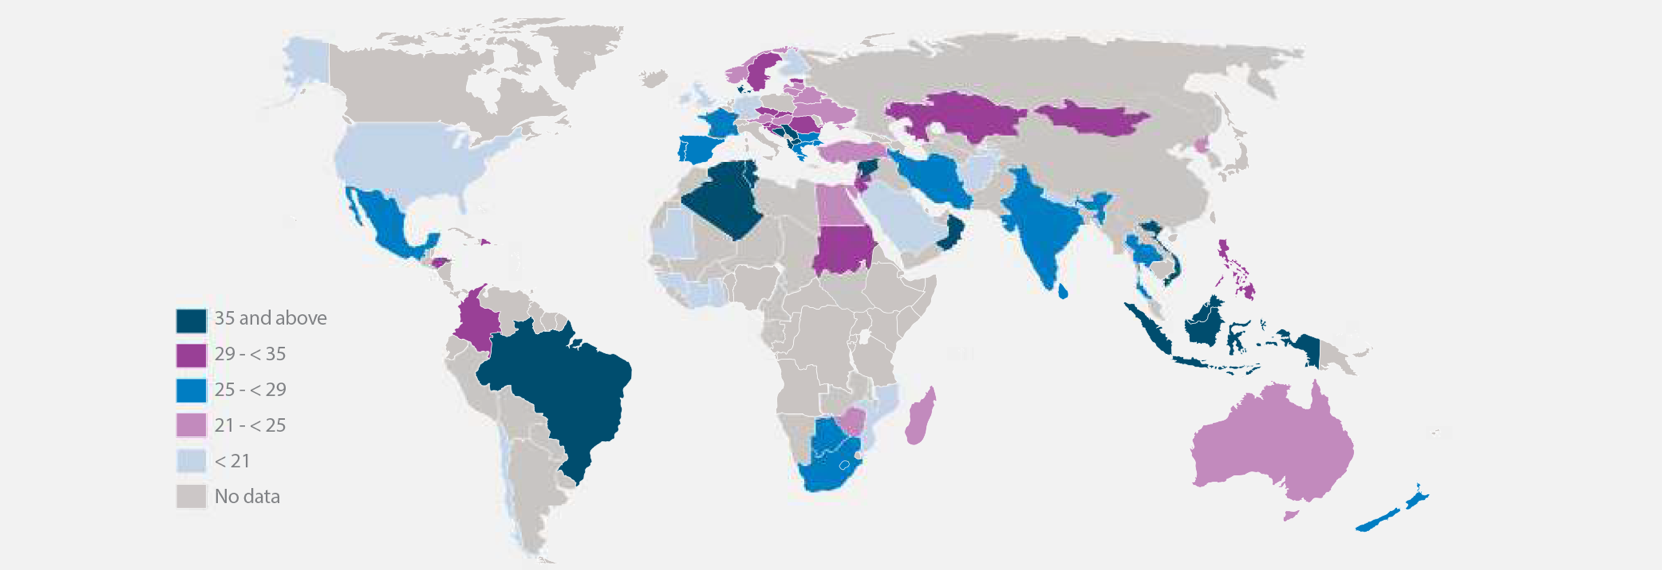 35 and above
29 - < 35
25 - < 29
21 - < 25
< 21
No data